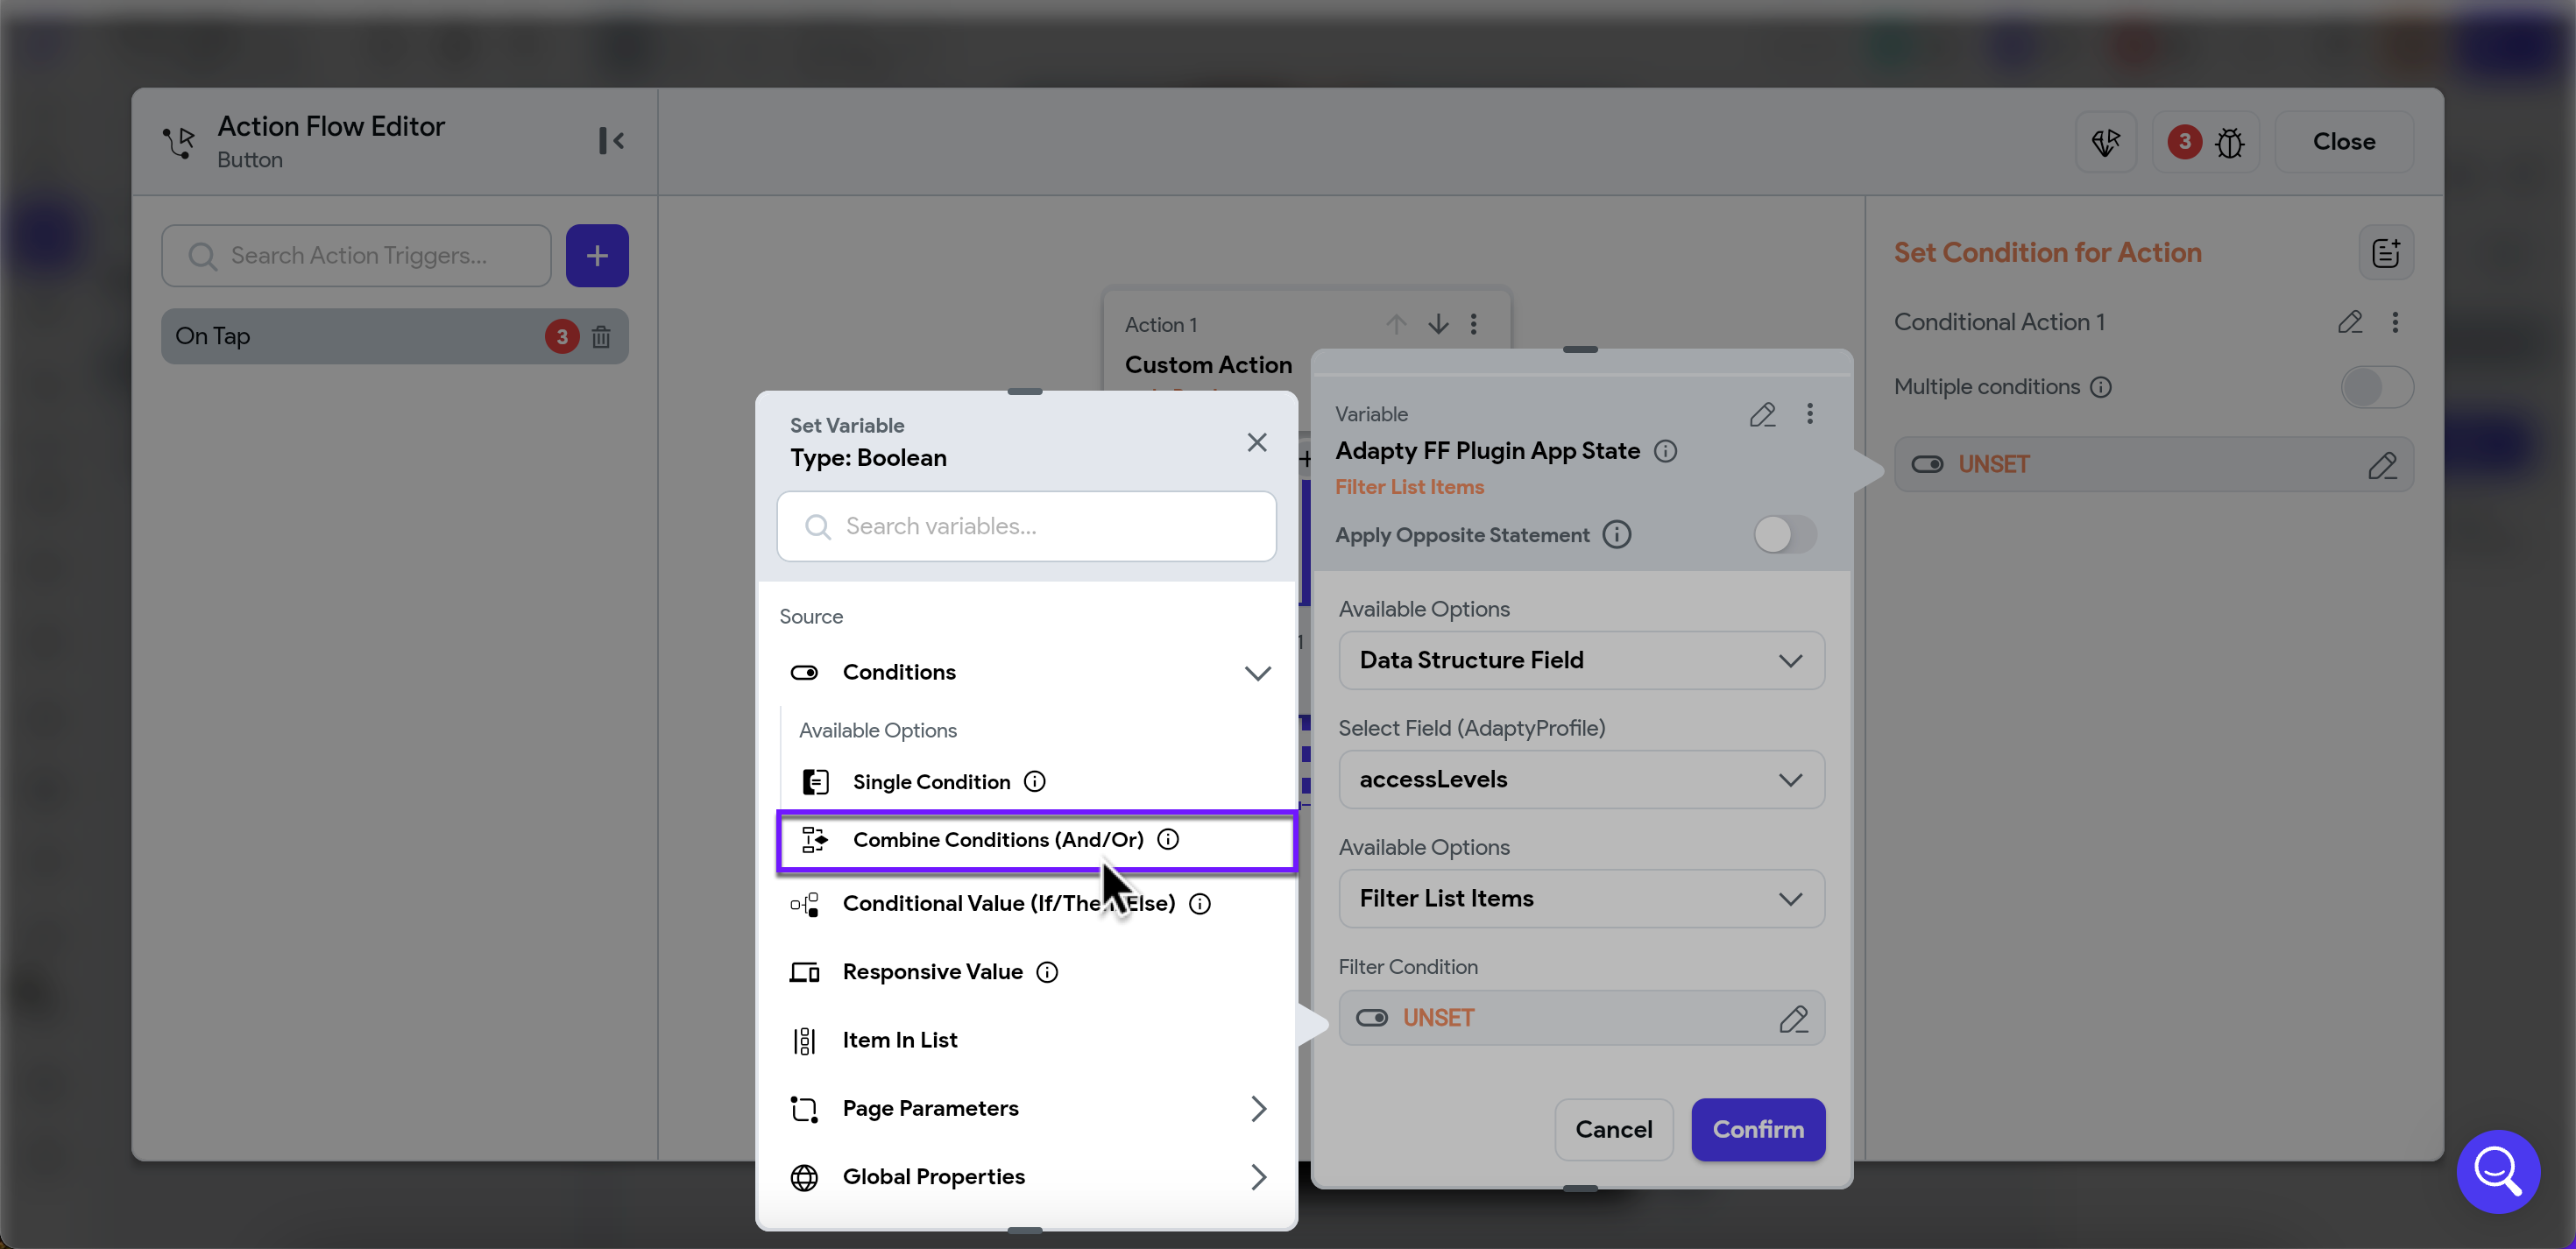 Action Flow Editor
Button
3
Close
Search Action Triggers...
+
On Tap
3
Action 1
Custom Action
Set Variable
Type: Boolean
Search variables...
Source
Conditions
Available Options
Single Condition
Combine Conditions (And/Or)
Conditional Value (If/Then/Else)
Responsive Value
Item In List
Page Parameters
Global Properties
Variable
Adapty FF Plugin App State
Filter List Items
Apply Opposite Statement
Available Options
Data Structure Field
Select Field (AdaptyProfile)
accessLevels
Available Options
Filter List Items
Filter Condition
UNSET
Cancel
Confirm
Set Condition for Action
Conditional Action 1
Multiple conditions
UNSET